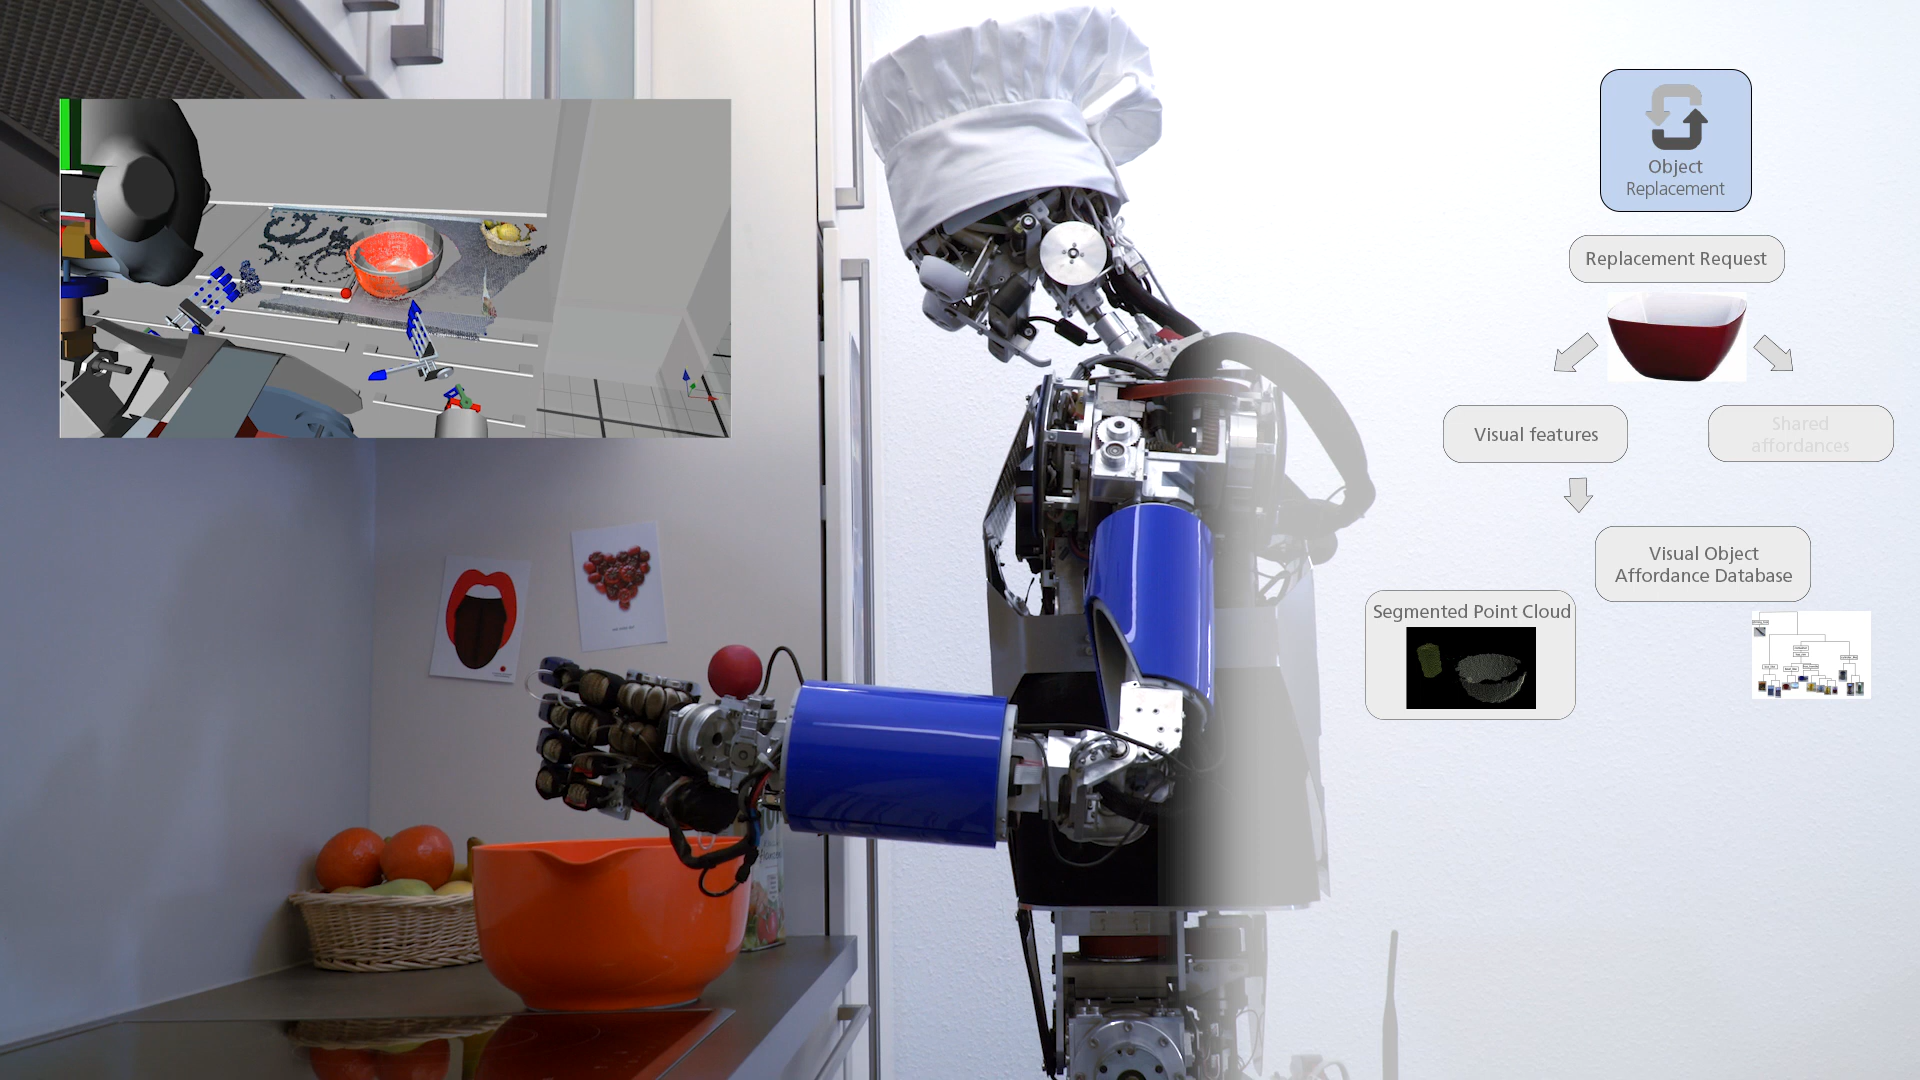 Object
Replacement
Replacement Request
Visual features
Shared
affordances
Visual Object
Affordance Database
Segmented Point Cloud